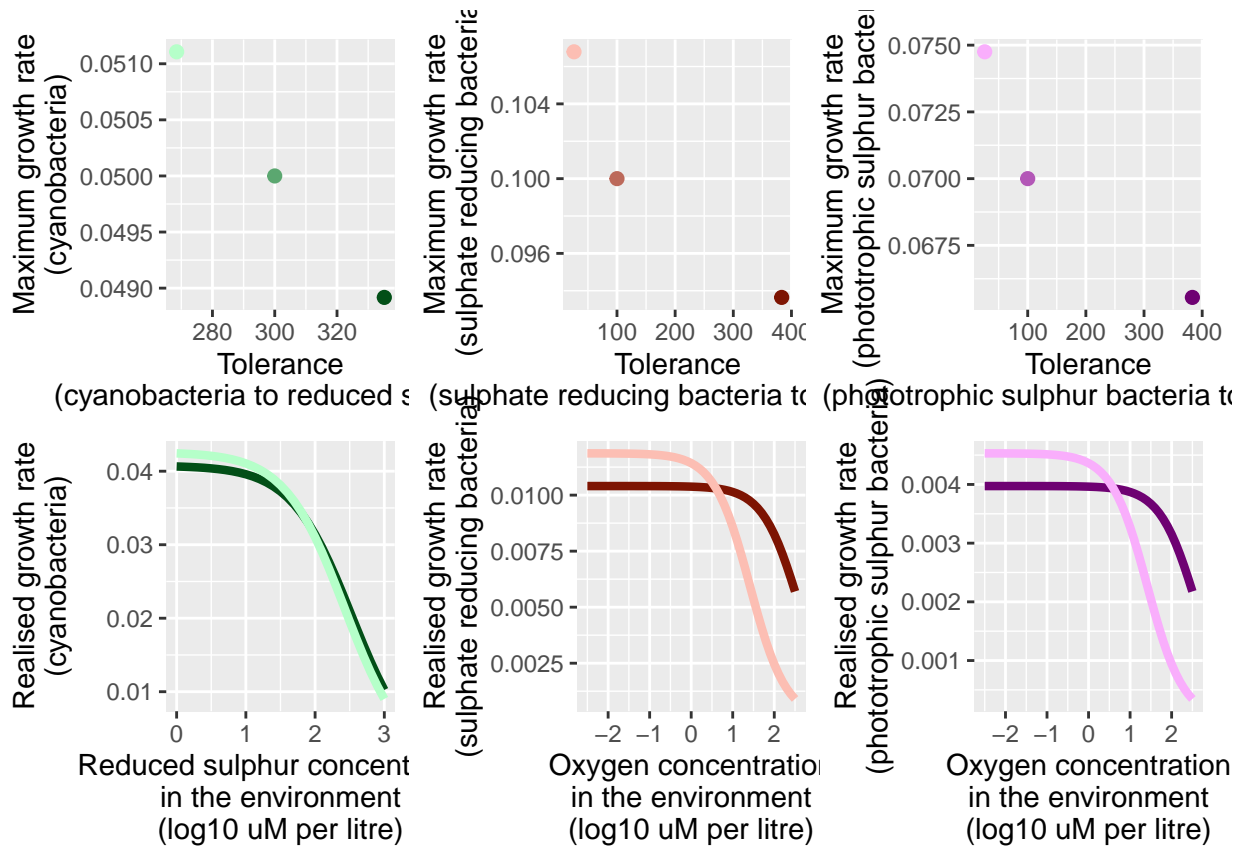 Maximum growth rate
(cyanobacteria)
0.0510
0.0505
0.0500
0.0495
0.0490
280 300 320
Tolerance
(cyanobacteria to reduced
Maximum growth rate
(sulphate reducing bacteria
0.104
0.100
0.096
100 200 300 400
Tolerance
(sulphate reducing bacteria to
Maximum growth rate
(phototrophic sulphur
0.0750
0.0725
0.0700
0.0675
100 200 300 400
Tolerance
(phototrophic sulphur bacteria to
Realised growth rate
(cyanobacteria)
0.04
0.03
0.02
0.01
0 1 2 3
Reduced sulphur
in the environment
(log10 uM per litre)
Realised growth rate
(sulphate reducing bacteria)
0.0100
0.0075
0.0050
0.0025
−2 −1 0 1 2
Oxygen
in the environment
(log10 uM per litre)
Realised growth rate
(phototrophic sulphur bacteria)
0.004
0.003
0.002
0.001
−2 −1 0 1 2
Oxygen concentration
in the environment
(log10 uM per litre)